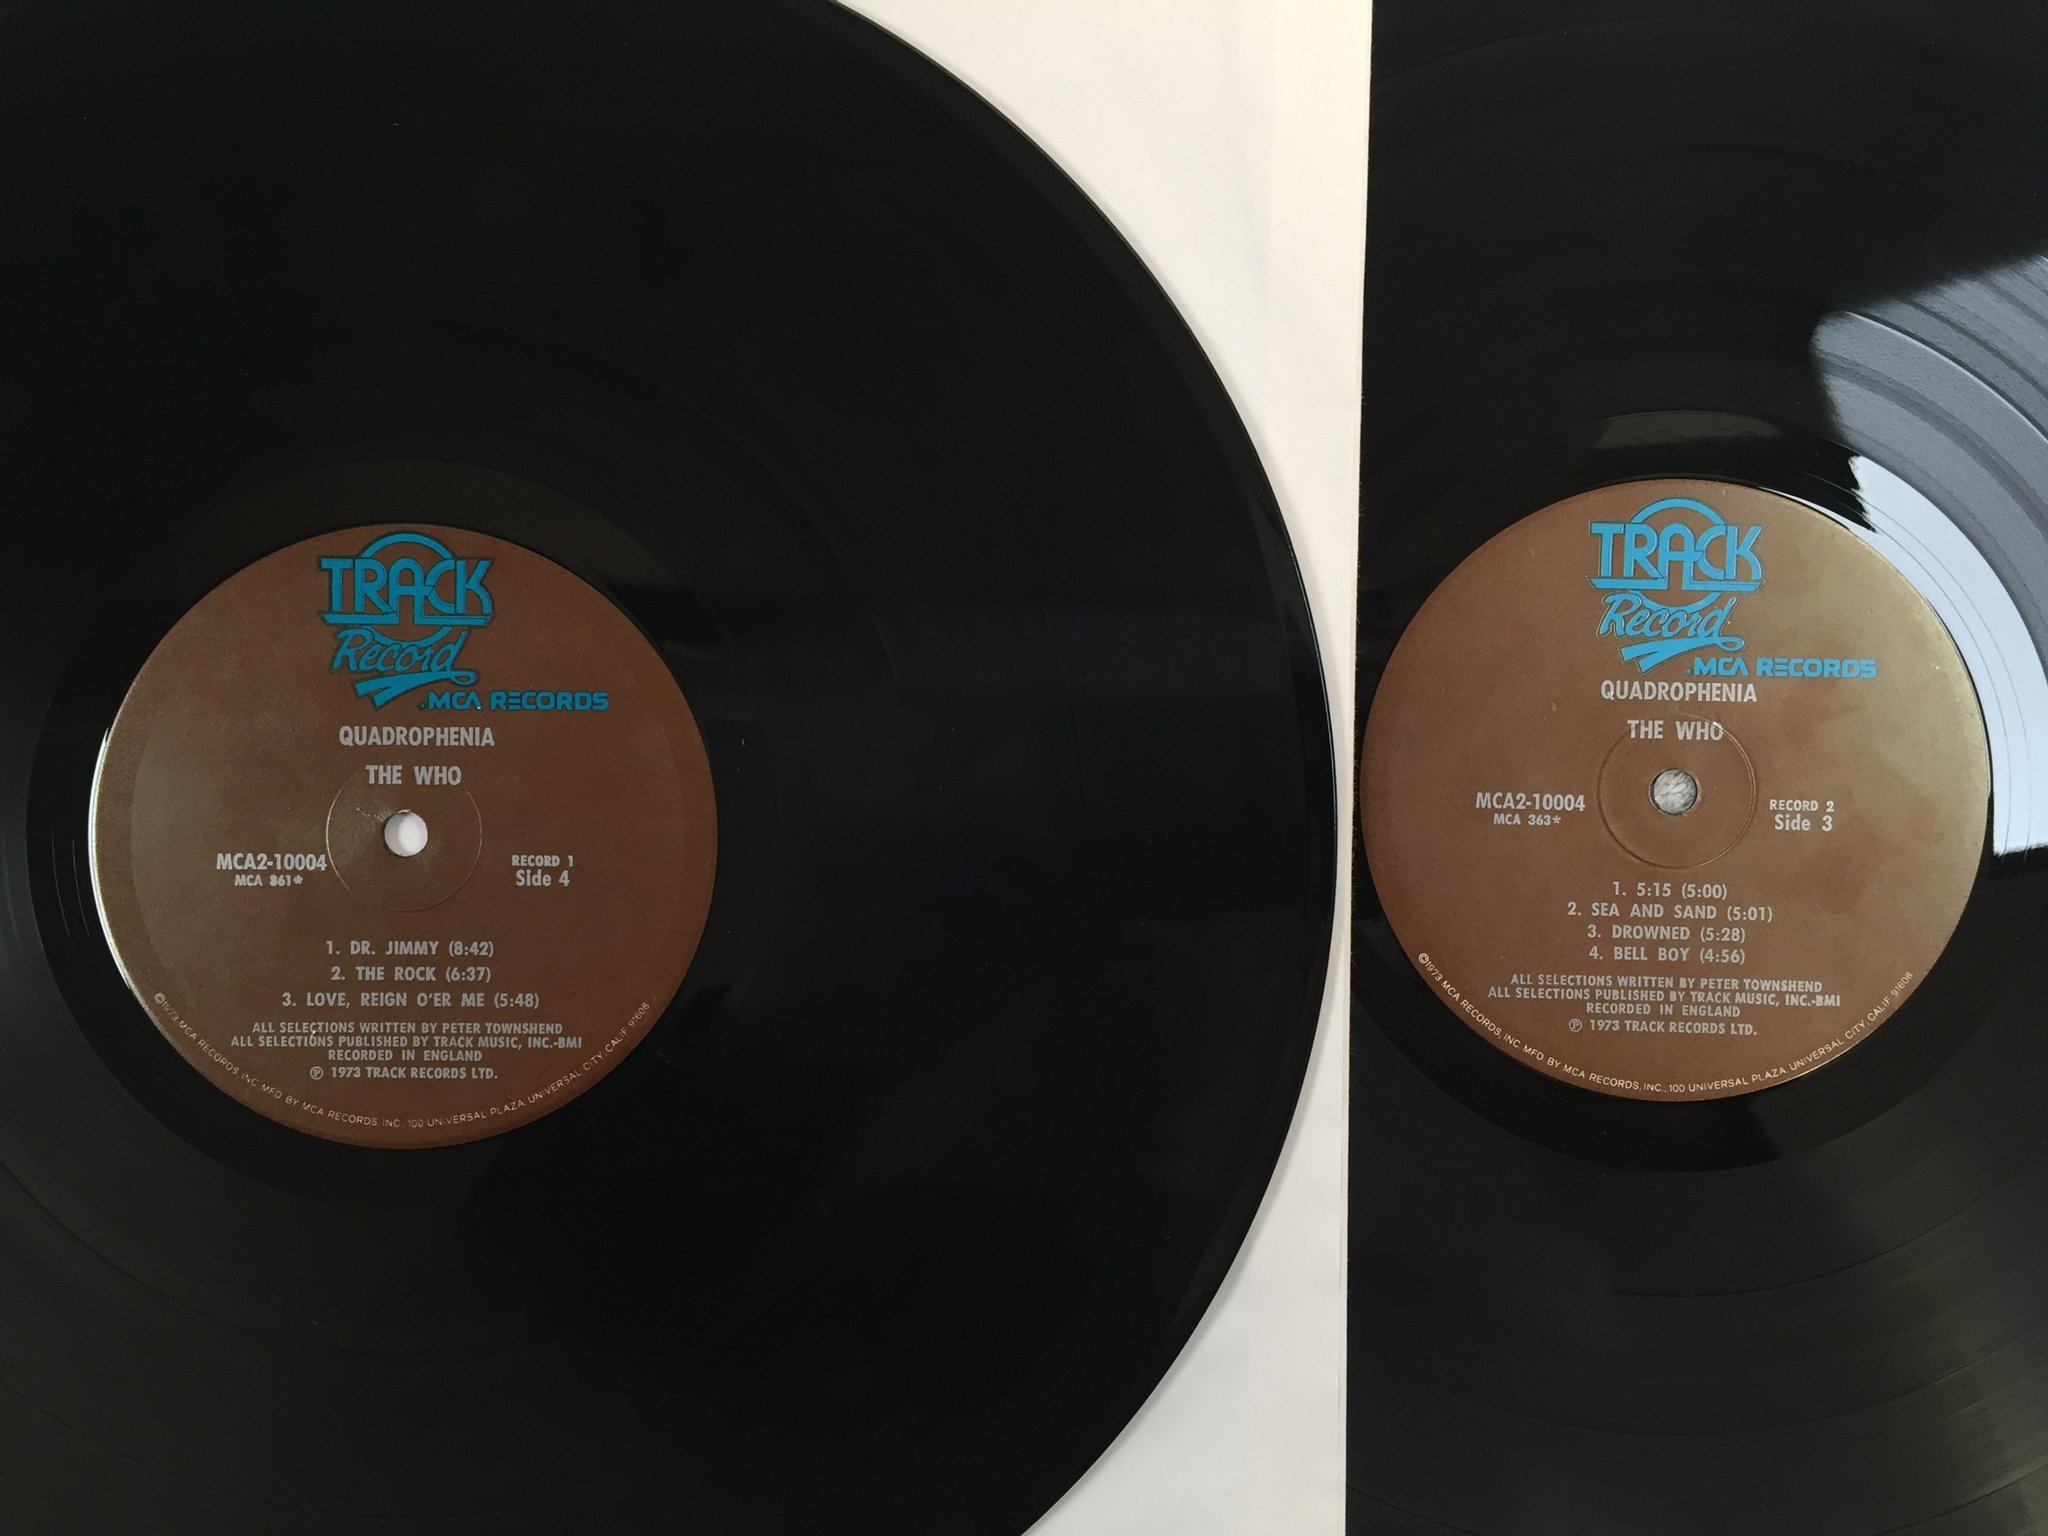 TRACK
Record
MCA RECORDS
QUADROPHENIA
THE WHO
MCA2-10004
MCA 861*
RECORD 1
Side 4
1. DR. JIMMY (8:42)
2. THE ROCK (6:37)
3. LOVE, REIGN O'ER ME (5:48)
ALL SELECTIONS WRITTEN BY PETER TOWNSHEND
ALL SELECTIONS PUBLISHED BY TRACK MUSIC, INC.-BMI
RECORDED IN ENGLAND
℗ 1973 TRACK RECORDS LTD.
©1973 MCA RECORDS, INC. MFD BY MCA RECORDS, INC., 100 UNIVERSAL PLAZA, UNIVERSAL CITY, CALIF. 91608
TRACK
Record
MCA RECORDS
QUADROPHENIA
THE WHO
MCA2-10004
MCA 363*
RECORD 2
Side 3
1. 5:15 (5:00)
2. SEA AND SAND (5:01)
3. DROWNED (5:28)
4. BELL BOY (4:56)
ALL SELECTIONS WRITTEN BY PETER TOWNSHEND
ALL SELECTIONS PUBLISHED BY TRACK MUSIC, INC.-BMI
RECORDED IN ENGLAND
℗ 1973 TRACK RECORDS LTD.
©1973 MCA RECORDS, INC. MFD BY MCA RECORDS, INC., 100 UNIVERSAL PLAZA, UNIVERSAL CITY, CALIF. 91608